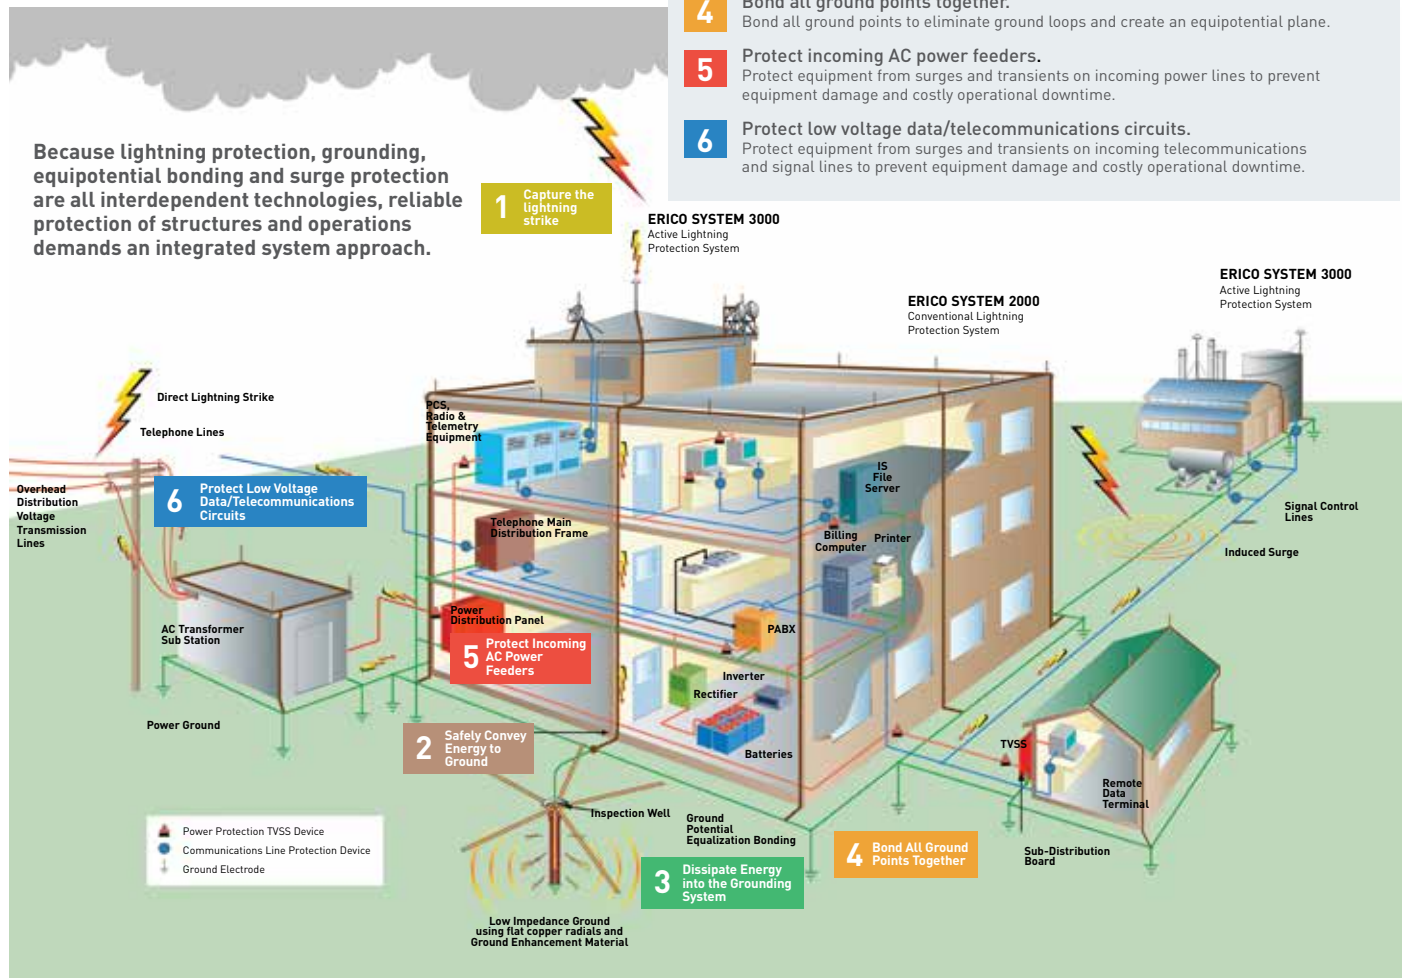 4
Bond all ground points together.
Bond all ground points to eliminate ground loops and create an equipotential plane.
5
Protect incoming AC power feeders.
Protect equipment from surges and transients on incoming power lines to prevent
equipment damage and costly operational downtime.
6
Protect low voltage data/telecommunications circuits.
Protect equipment from surges and transients on incoming telecommunications
and signal lines to prevent equipment damage and costly operational downtime.
Because lightning protection, grounding,
equipotential bonding and surge protection
are all interdependent technologies, reliable
protection of structures and operations
demands an integrated system approach.
1
Capture the
lightning
strike
ERICO SYSTEM 3000
Active Lightning
Protection System
ERICO SYSTEM 2000
Conventional Lightning
Protection System
ERICO SYSTEM 3000
Active Lightning
Protection System
Direct Lightning Strike
Telephone Lines
Overhead
Distribution
Voltage
Transmission
Lines
6
Protect Low Voltage
Data/Telecommunications
Circuits
PCS,
Radio &
Telemetry
Equipment
Telephone Main
Distribution Frame
IS
File
Server
Billing
Computer
Printer
Signal Control
Lines
Induced Surge
AC Transformer
Sub Station
Power
Distribution Panel
5
Protect Incoming
AC Power
Feeders
PABX
Inverter
Rectifier
Batteries
Power Ground
2
Safely Convey
Energy to
Ground
TVSS
Remote
Data
Terminal
Sub-Distribution
Board
Inspection Well
Ground
Potential
Equalization Bonding
4
Bond All Ground
Points Together
3
Dissipate Energy
into the Grounding
System
Power Protection TVSS Device
Communications Line Protection Device
Ground Electrode
Low Impedance Ground
using flat copper radials and
Ground Enhancement Material